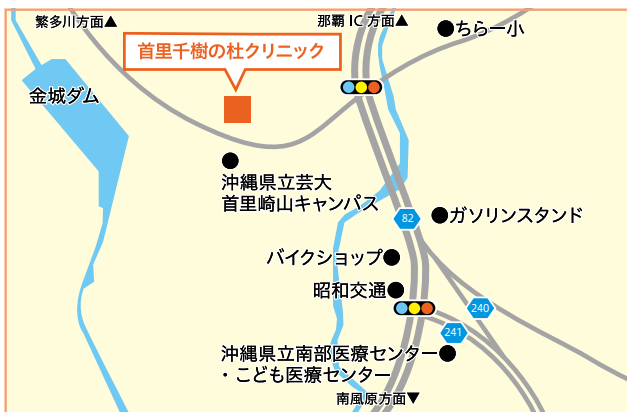 繁多川方面▲
那覇IC方面▲
ちらー小
首里千樹の杜クリニック
金城ダム
沖縄県立芸大
首里崎山キャンパス
82
ガソリンスタンド
バイクショップ
昭和交通
240
241
沖縄県立南部医療センター
・こども医療センター
南風原方面▼